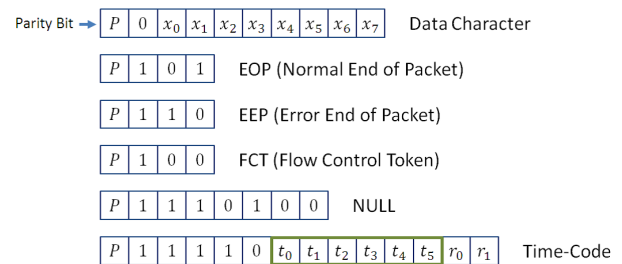 Parity Bit P 0 x₀ x₁ x₂ x₃ x₄ x₅ x₆ x₇ Data Character
P 1 0 1 EOP (Normal End of Packet)
P 1 1 0 EEP (Error End of Packet)
P 1 0 0 FCT (Flow Control Token)
P 1 1 1 0 1 0 0 NULL
P 1 1 1 1 0 t₀ t₁ t₂ t₃ t₄ t₅ r₀ r₁ Time-Code